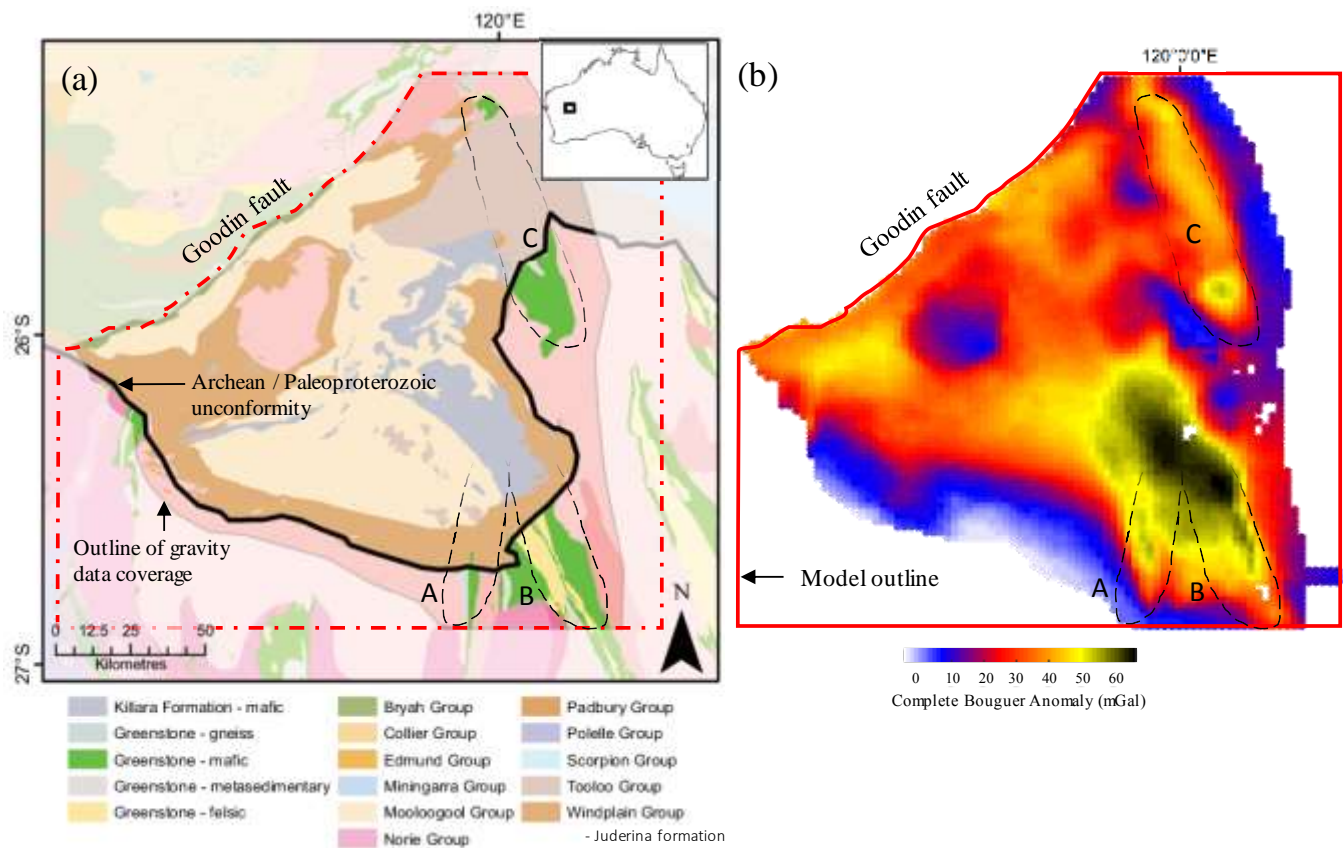 120°E
(a)
Goodin fault
C
26°S
Archean / Paleoproterozoic
unconformity
Outline of gravity
data coverage
A
B
N
0 12.5 25 50
Kilometres
27°S
Killara Formation - mafic
Greenstone - gneiss
Greenstone - mafic
Greenstone - metasedimentary
Greenstone - felsic
Bryah Group
Collier Group
Edmund Group
Miningarra Group
Mooloogool Group
Norie Group
Padbury Group
Polelle Group
Scorpion Group
Tooloo Group
Windplain Group
- Juderina formation
(b)
120°0'0"E
Goodin fault
C
Model outline
A
B
0 10 20 30 40 50 60
Complete Bouguer Anomaly (mGal)